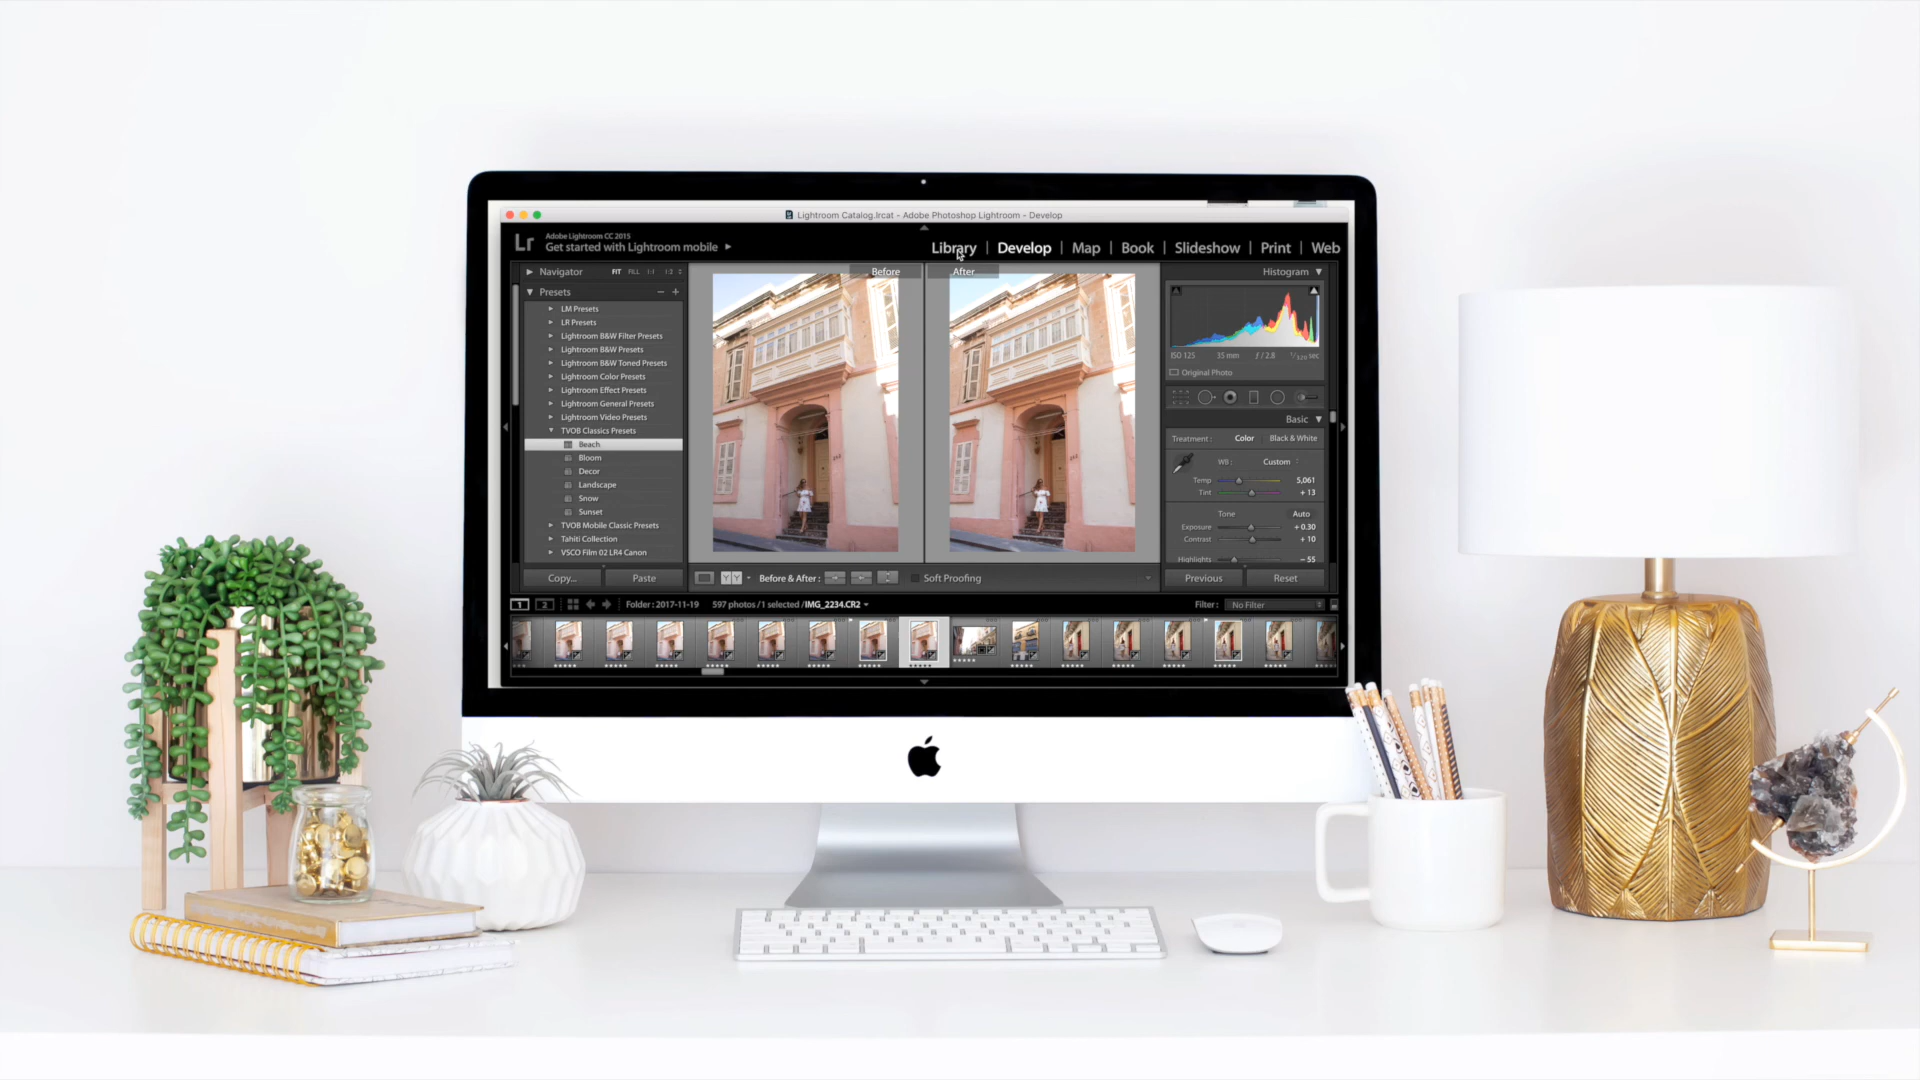 Lightroom Catalog.lrcat - Adobe Photoshop Lightroom - Develop
Lr
Adobe Lightroom CC 2015
Get started with Lightroom mobile
Library | Develop | Map | Book | Slideshow | Print | Web
Navigator FIT FILL 1:1 1:2
Before
After
Histogram
Presets
LM Presets
LR Presets
Lightroom B&W Filter Presets
Lightroom B&W Presets
Lightroom B&W Toned Presets
Lightroom Color Presets
Lightroom Effect Presets
Lightroom General Presets
Lightroom Video Presets
TVOB Classics Presets
Beach
Bloom
Decor
Landscape
Snow
Sunset
TVOB Mobile Classic Presets
Tahiti Collection
VSCO Film 02 LR4 Canon
Copy... Paste
ISO 125 35 mm f / 2.8 sec
Original Photo
Basic
Treatment : Color | Black & White
WB : Custom
Temp 5,061
Tint + 13
Tone Auto
Exposure + 0.30
Contrast + 10
Highlights - 55
Previous Reset
Y Y Before & After : Soft Proofing
1 2 Folder : 2017-11-19 597 photos / 1 selected / IMG_2234.CR2
Filter : No Filter